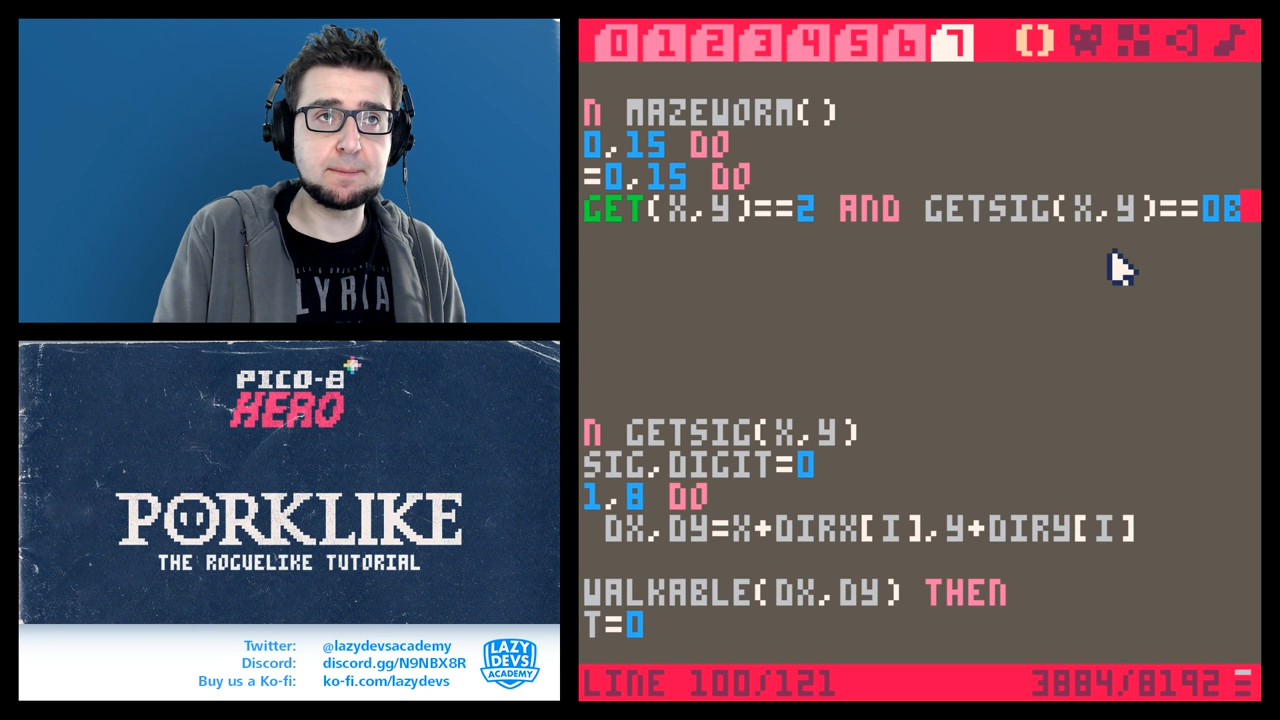 0 1 2 3 4 5 6 7
N MAZEWORM()
0,15 DO
=0,15 DO
GET(X,Y)==2 AND GETSIG(X,Y)==0B
N GETSIG(X,Y)
SIG,DIGIT=0
1,8 DO
DX,DY=X+DIRX[I],Y+DIRY[I]
WALKABLE(DX,DY) THEN
T=0
LINE 100/121 3884/8192
LYRIA
PICO-8
HERO
PORKLIKE
THE ROGUELIKE TUTORIAL
Twitter: @lazydevsacademy
Discord: discord.gg/N9NBX8R
Buy us a Ko-fi: ko-fi.com/lazydevs
LAZY
DEVS
ACADEMY